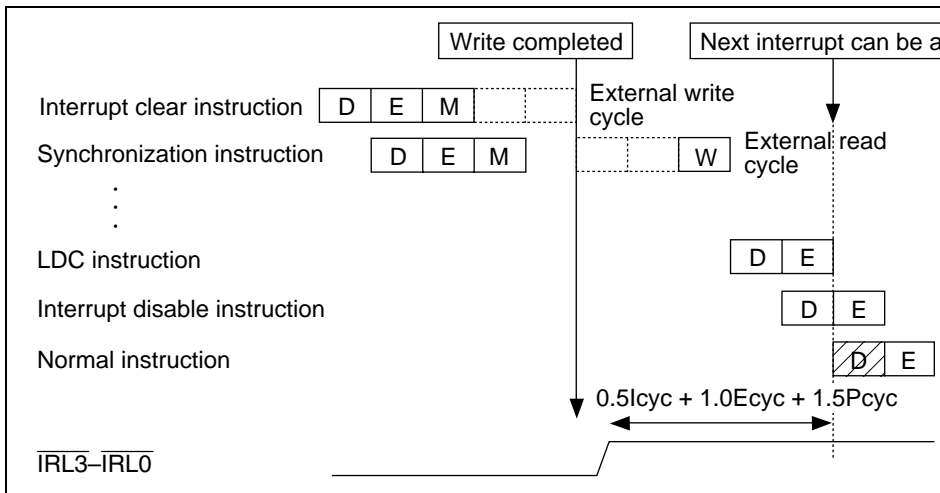 Write completed
Next interrupt can be a
Interrupt clear instruction
D E M
External write
cycle
Synchronization instruction
D E M
W
External read
cycle
.
.
.
LDC instruction
D E
Interrupt disable instruction
D E
Normal instruction
D E
0.5Icyc + 1.0Ecyc + 1.5Pcyc
IRL3–IRL0